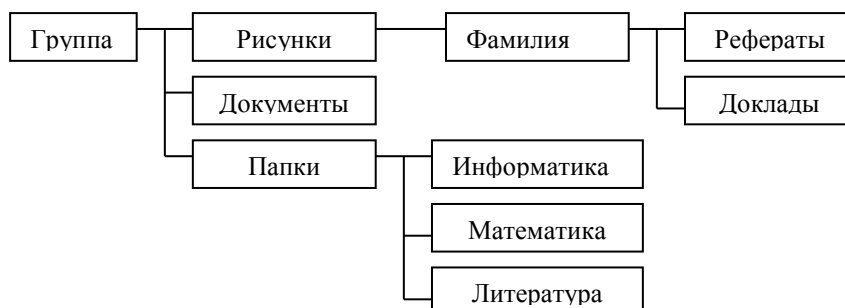 Группа Рисунки Фамилия Рефераты
Документы Доклады
Папки Информатика
Математика
Литература